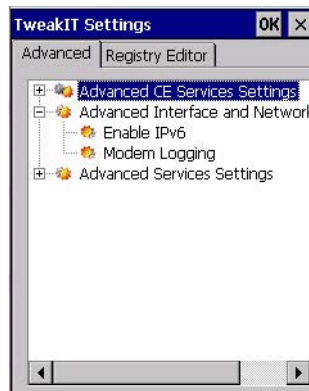 TweakIT Settings OK ×
Advanced Registry Editor
Advanced CE Services Settings
Advanced Interface and Network
Enable IPv6
Modem Logging
Advanced Services Settings